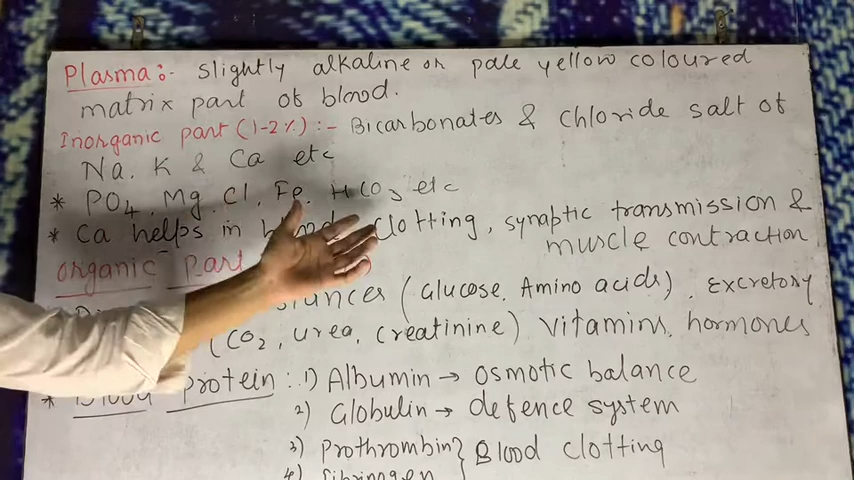 Plasma:- slightly alkaline or pale yellow coloured
matrix part of blood.
Inorganic part (1-2%) :- Bicarbonates & chloride salt of
Na. K & Ca etc
* PO4, Mg. Cl, Fe. HCO3 etc
* Ca helps in clotting, synaptic transmission &
muscle contraction
organic Part
(Glucose. Amino acids). Excretory
(CO2, urea, creatinine) vitamins, hormones
* Blood protein : 1) Albumin → osmotic balance
2) Globulin → defence system
3) Prothrombin } Blood clotting
4) Fibrinogen